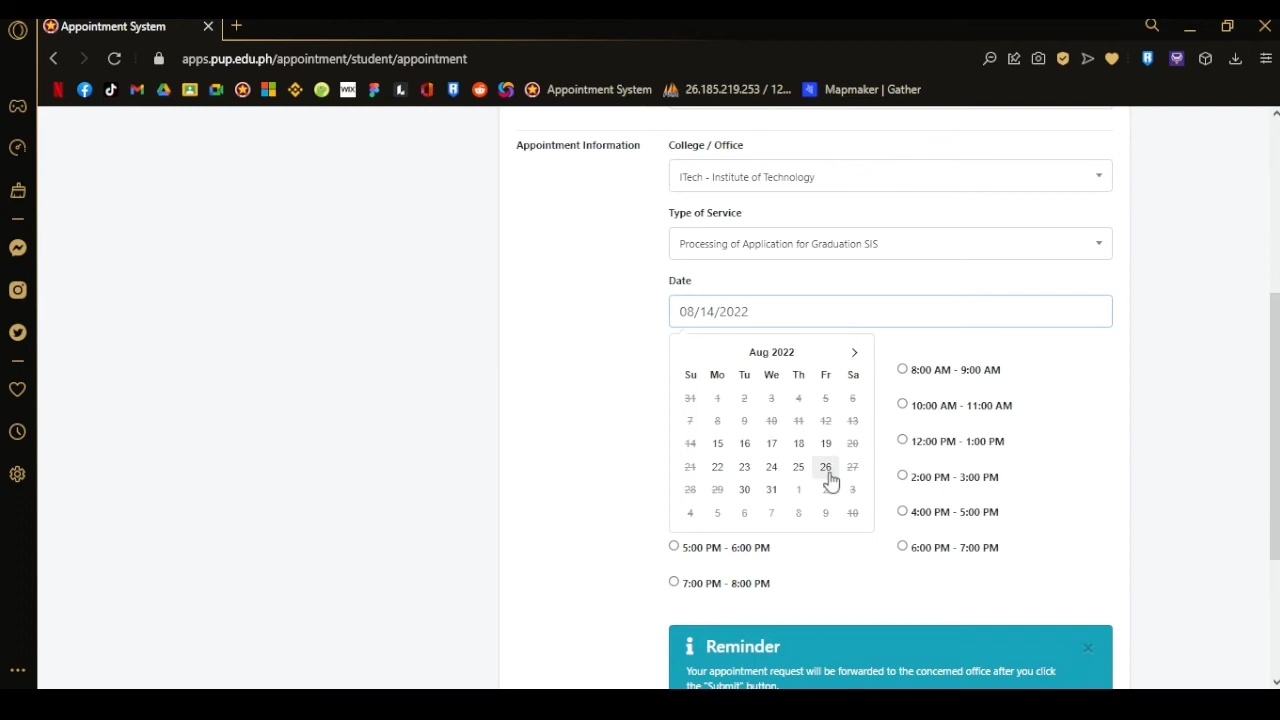 Appointment System
apps.pup.edu.ph/appointment/student/appointment
Appointment System 26.185.219.253 / 12... Mapmaker | Gather
Appointment Information
College / Office
ITech - Institute of Technology
Type of Service
Processing of Application for Graduation SIS
Date
08/14/2022
Aug 2022
Su Mo Tu We Th Fr Sa
31 1 2 3 4 5 6
7 8 9 10 11 12 13
14 15 16 17 18 19 20
21 22 23 24 25 26 27
28 29 30 31 1 2 3
4 5 6 7 8 9 10
8:00 AM - 9:00 AM
10:00 AM - 11:00 AM
12:00 PM - 1:00 PM
2:00 PM - 3:00 PM
4:00 PM - 5:00 PM
5:00 PM - 6:00 PM
6:00 PM - 7:00 PM
7:00 PM - 8:00 PM
Reminder
Your appointment request will be forwarded to the concerned office after you click
the "Submit" button.